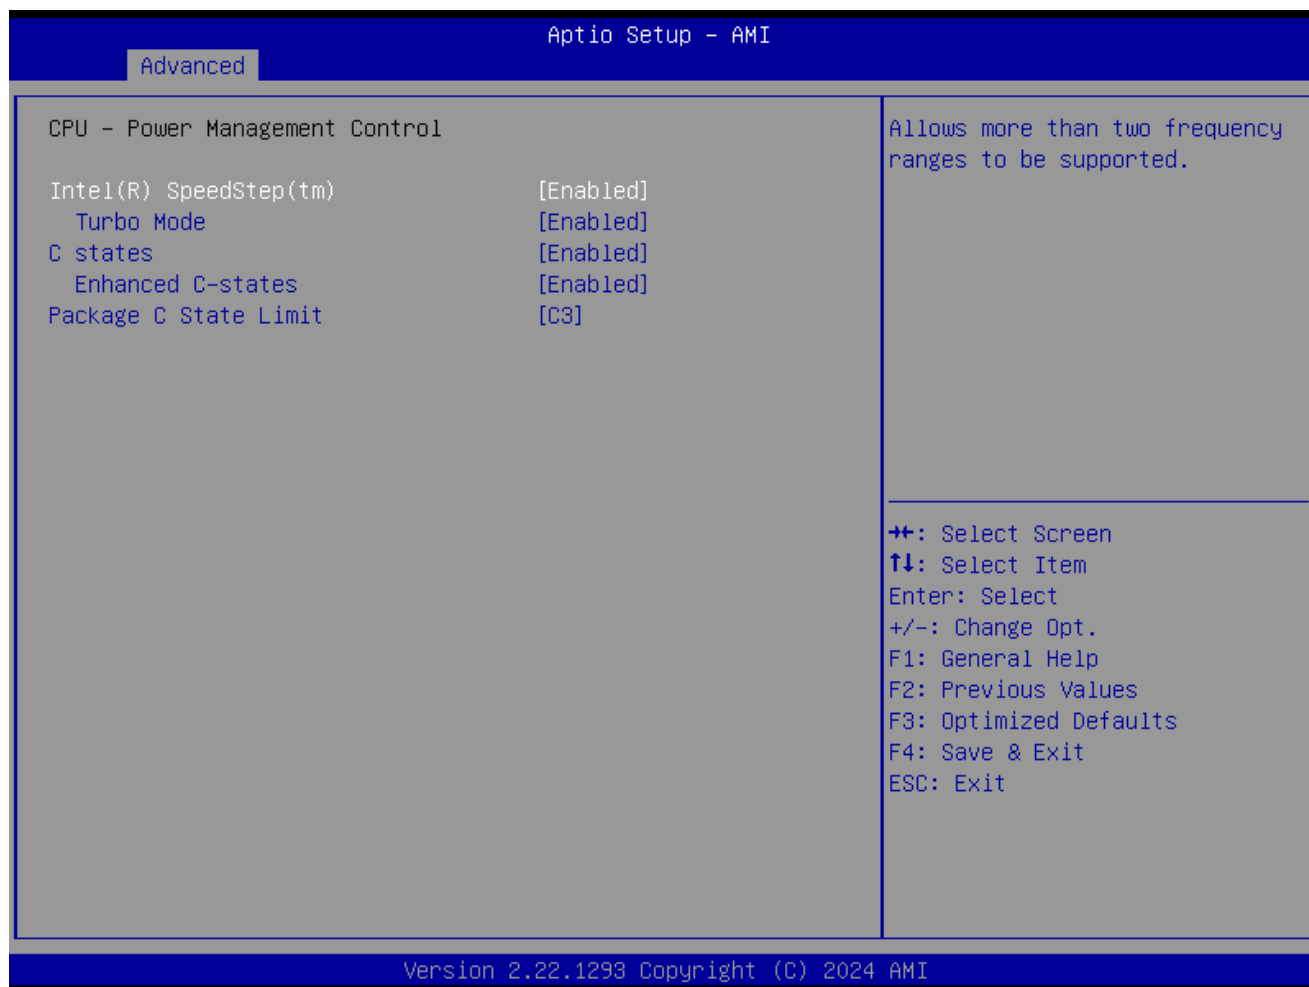 Aptio Setup – AMI
Advanced
CPU – Power Management Control
Intel(R) SpeedStep(tm) [Enabled]
Turbo Mode [Enabled]
C states [Enabled]
Enhanced C-states [Enabled]
Package C State Limit [C3]
Allows more than two frequency
ranges to be supported.
→←: Select Screen
↑↓: Select Item
Enter: Select
+/-: Change Opt.
F1: General Help
F2: Previous Values
F3: Optimized Defaults
F4: Save & Exit
ESC: Exit
Version 2.22.1293 Copyright (C) 2024 AMI